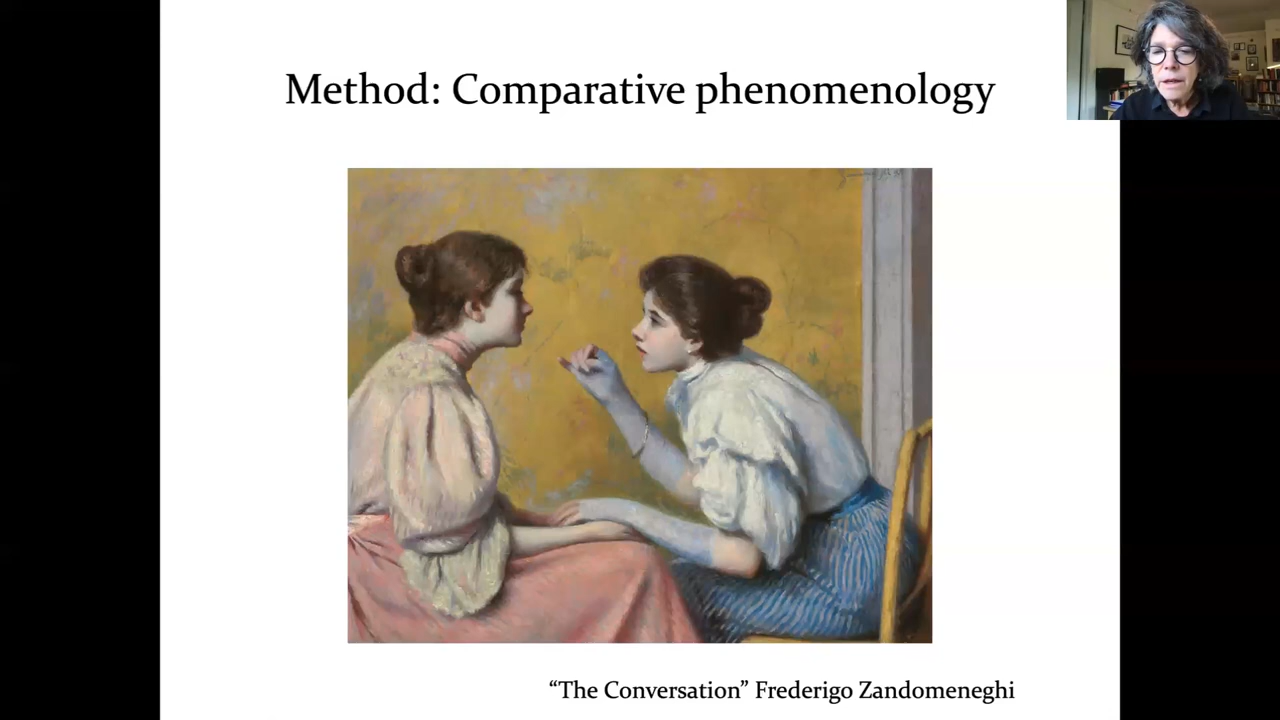 Method: Comparative phenomenology
“The Conversation” Frederigo Zandomeneghi